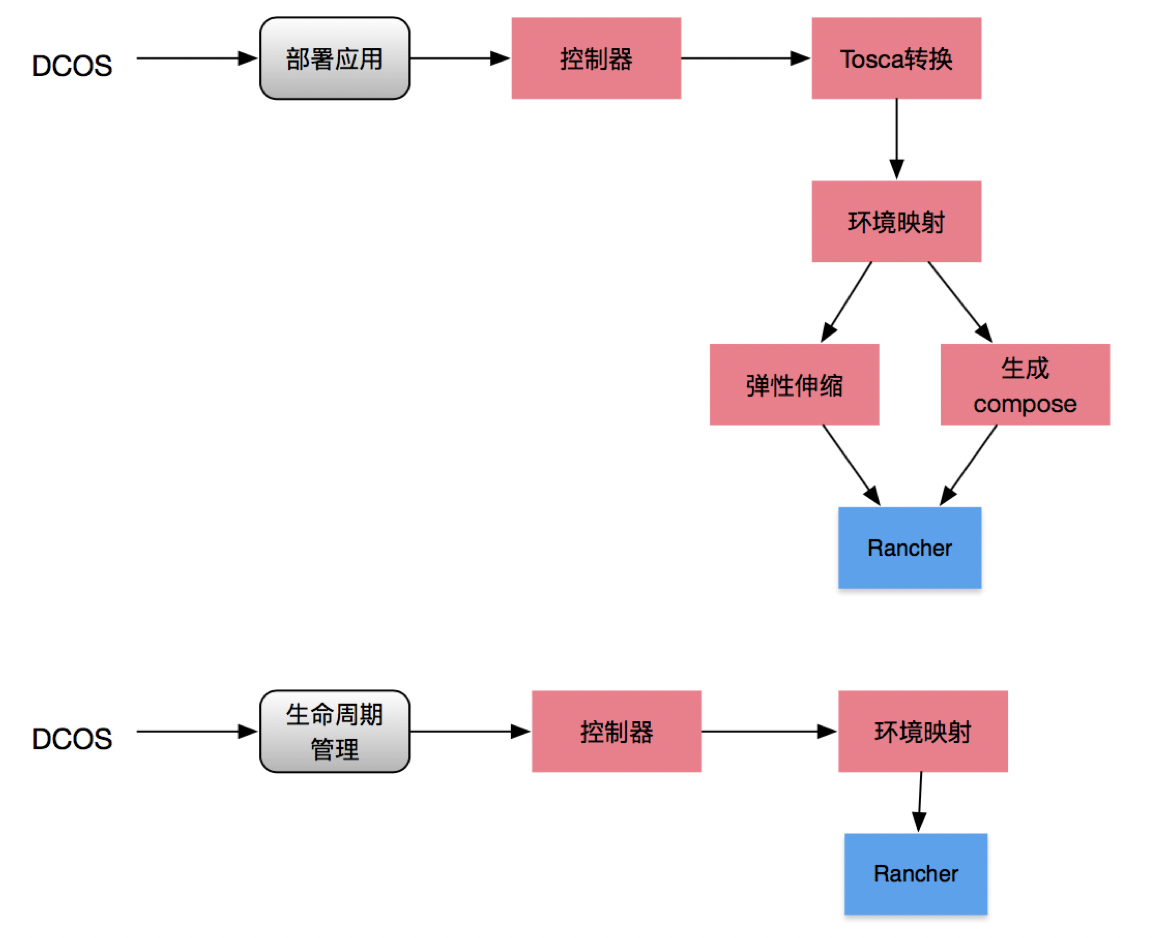 DCOS
部署应用
控制器
Tosca转换
环境映射
弹性伸缩
生成
compose
Rancher
DCOS
生命周期
管理
控制器
环境映射
Rancher